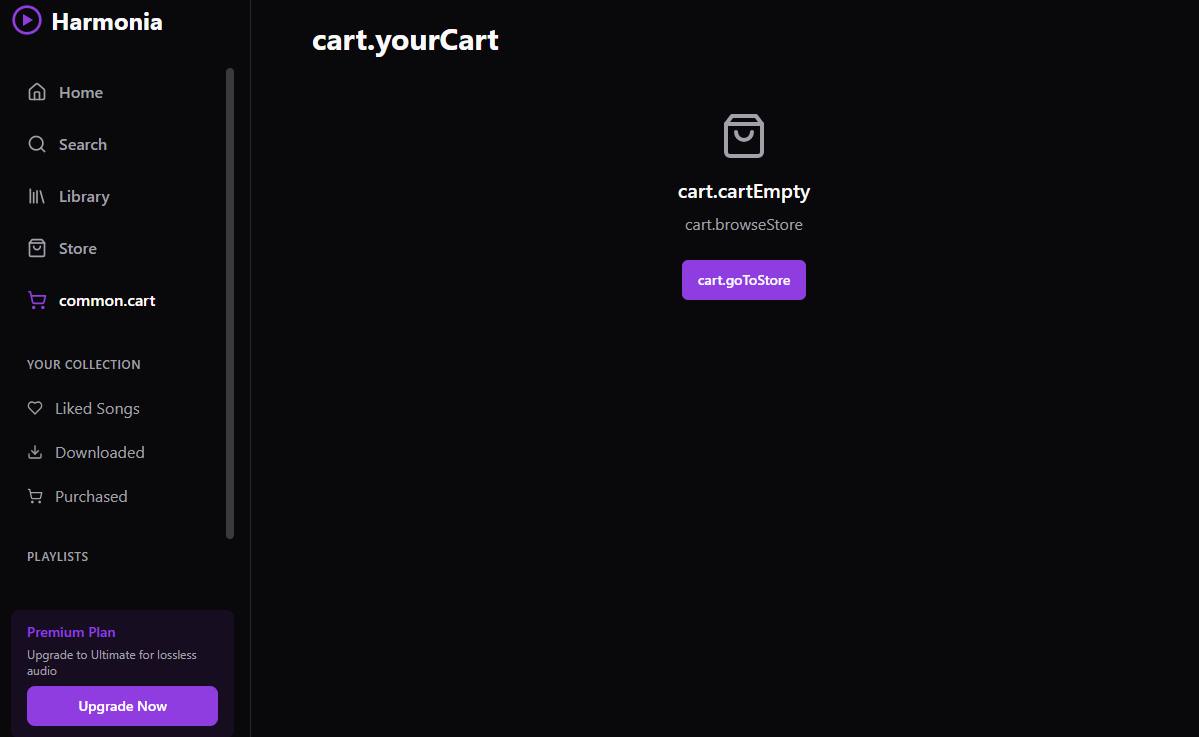 Harmonia
Home
Search
Library
Store
common.cart
YOUR COLLECTION
Liked Songs
Downloaded
Purchased
PLAYLISTS
Premium Plan
Upgrade to Ultimate for lossless
audio
Upgrade Now
cart.yourCart
cart.cartEmpty
cart.browseStore
cart.goToStore